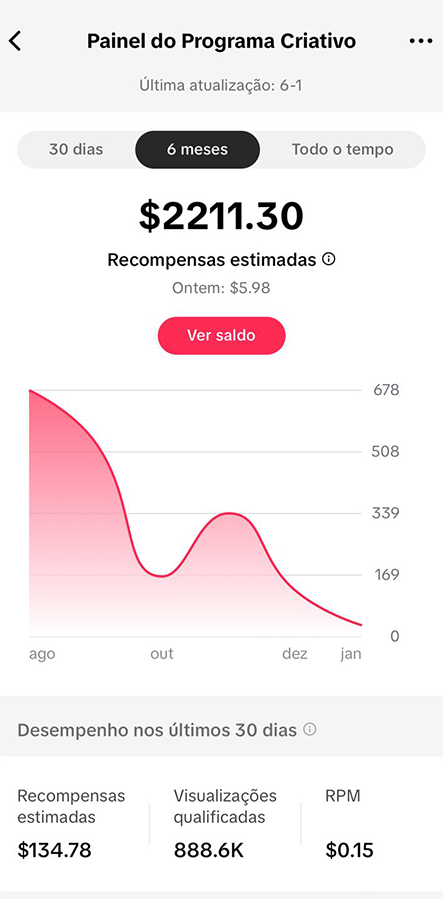 Painel do Programa Criativo
Última atualização: 6-1
30 dias
6 meses
Todo o tempo
$2211.30
Recompensas estimadas
Ontem: $5.98
Ver saldo
678
508
339
169
0
ago
out
dez
jan
Desempenho nos últimos 30 dias
Recompensas
estimadas
$134.78
Visualizações
qualificadas
888.6K
RPM
$0.15